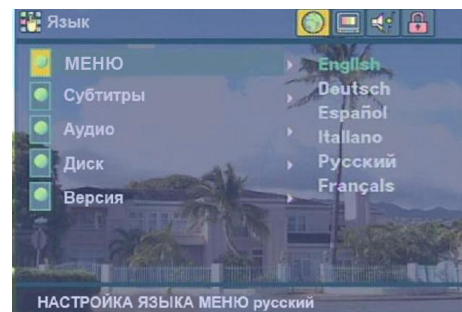 Язык
МЕНЮ
English
Субтитры
Deutsch
Español
Аудио
Italiano
Диск
Русский
Français
Версия
НАСТРОЙКА ЯЗЫКА МЕНЮ русский